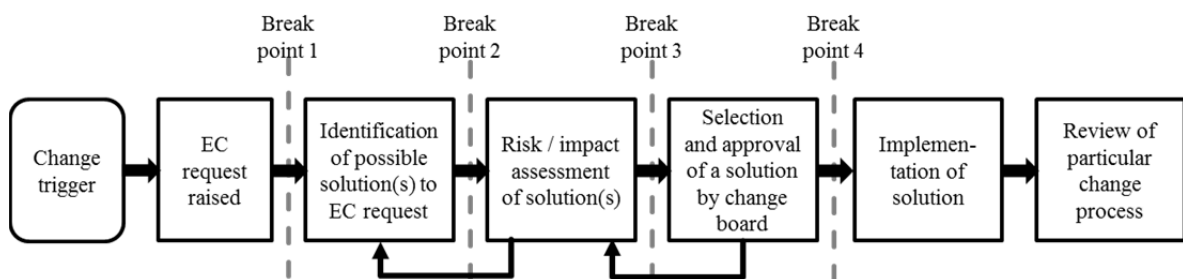 Break
point 1
Break
point 2
Break
point 3
Break
point 4
Change
trigger
EC
request
raised
Identification
of possible
solution(s) to
EC request
Risk / impact
assessment
of solution(s)
Selection
and approval
of a solution
by change
board
Implemen-
tation of
solution
Review of
particular
change
process